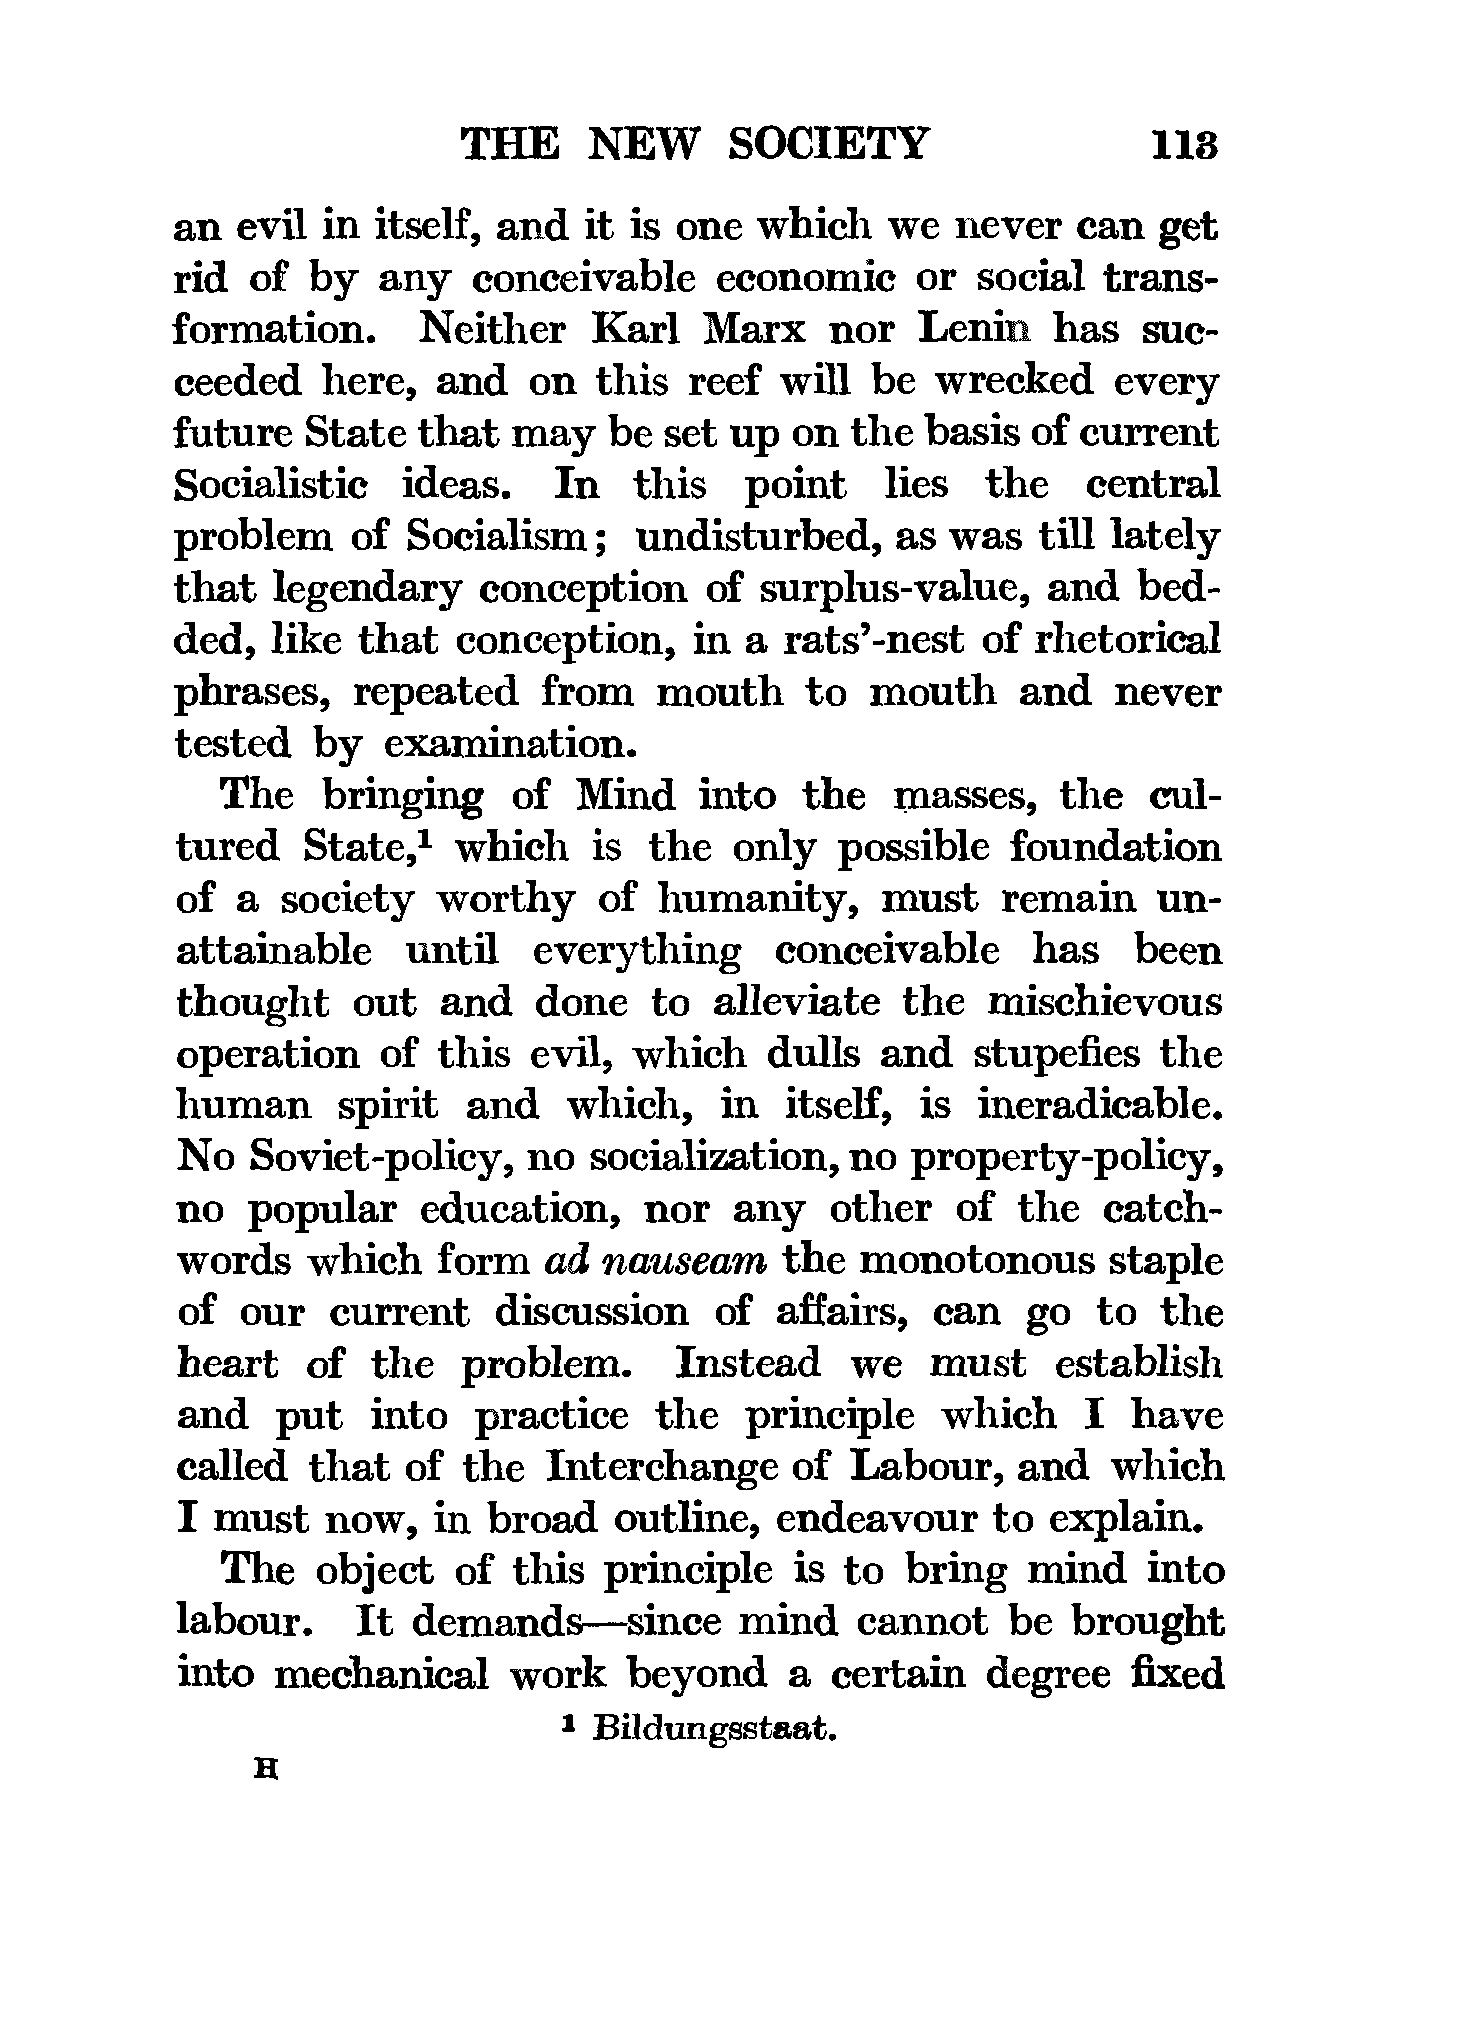 THE NEW SOCIETY 113
an evil in itself, and it is one which we never can get
rid of by any conceivable economic or social trans-
formation. Neither Karl Marx nor Lenin has suc-
ceeded here, and on this reef will be wrecked every
future State that may be set up on the basis of current
Socialistic ideas. In this point lies the central
problem of Socialism; undisturbed, as was till lately
that legendary conception of surplus-value, and bed-
ded, like that conception, in a rats'-nest of rhetorical
phrases, repeated from mouth to mouth and never
tested by examination.
The bringing of Mind into the masses, the cul-
tured State,¹ which is the only possible foundation
of a society worthy of humanity, must remain un-
attainable until everything conceivable has been
thought out and done to alleviate the mischievous
operation of this evil, which dulls and stupefies the
human spirit and which, in itself, is ineradicable.
No Soviet-policy, no socialization, no property-policy,
no popular education, nor any other of the catch-
words which form ad nauseam the monotonous staple
of our current discussion of affairs, can go to the
heart of the problem. Instead we must establish
and put into practice the principle which I have
called that of the Interchange of Labour, and which
I must now, in broad outline, endeavour to explain.
The object of this principle is to bring mind into
labour. It demands—since mind cannot be brought
into mechanical work beyond a certain degree fixed
¹ Bildungsstaat.
H